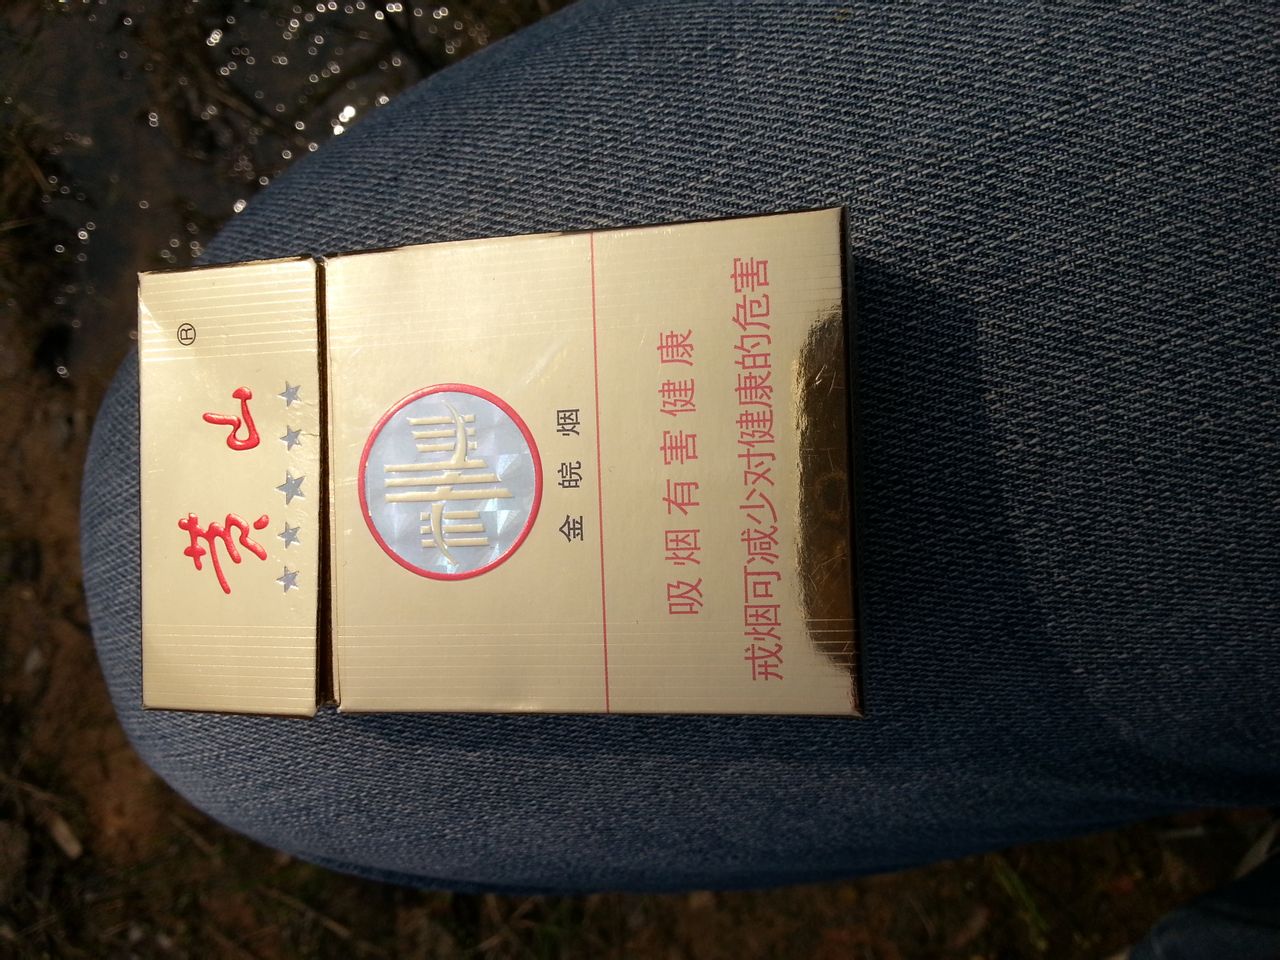 黄山®
金皖烟
吸烟有害健康
戒烟可减少对健康的危害